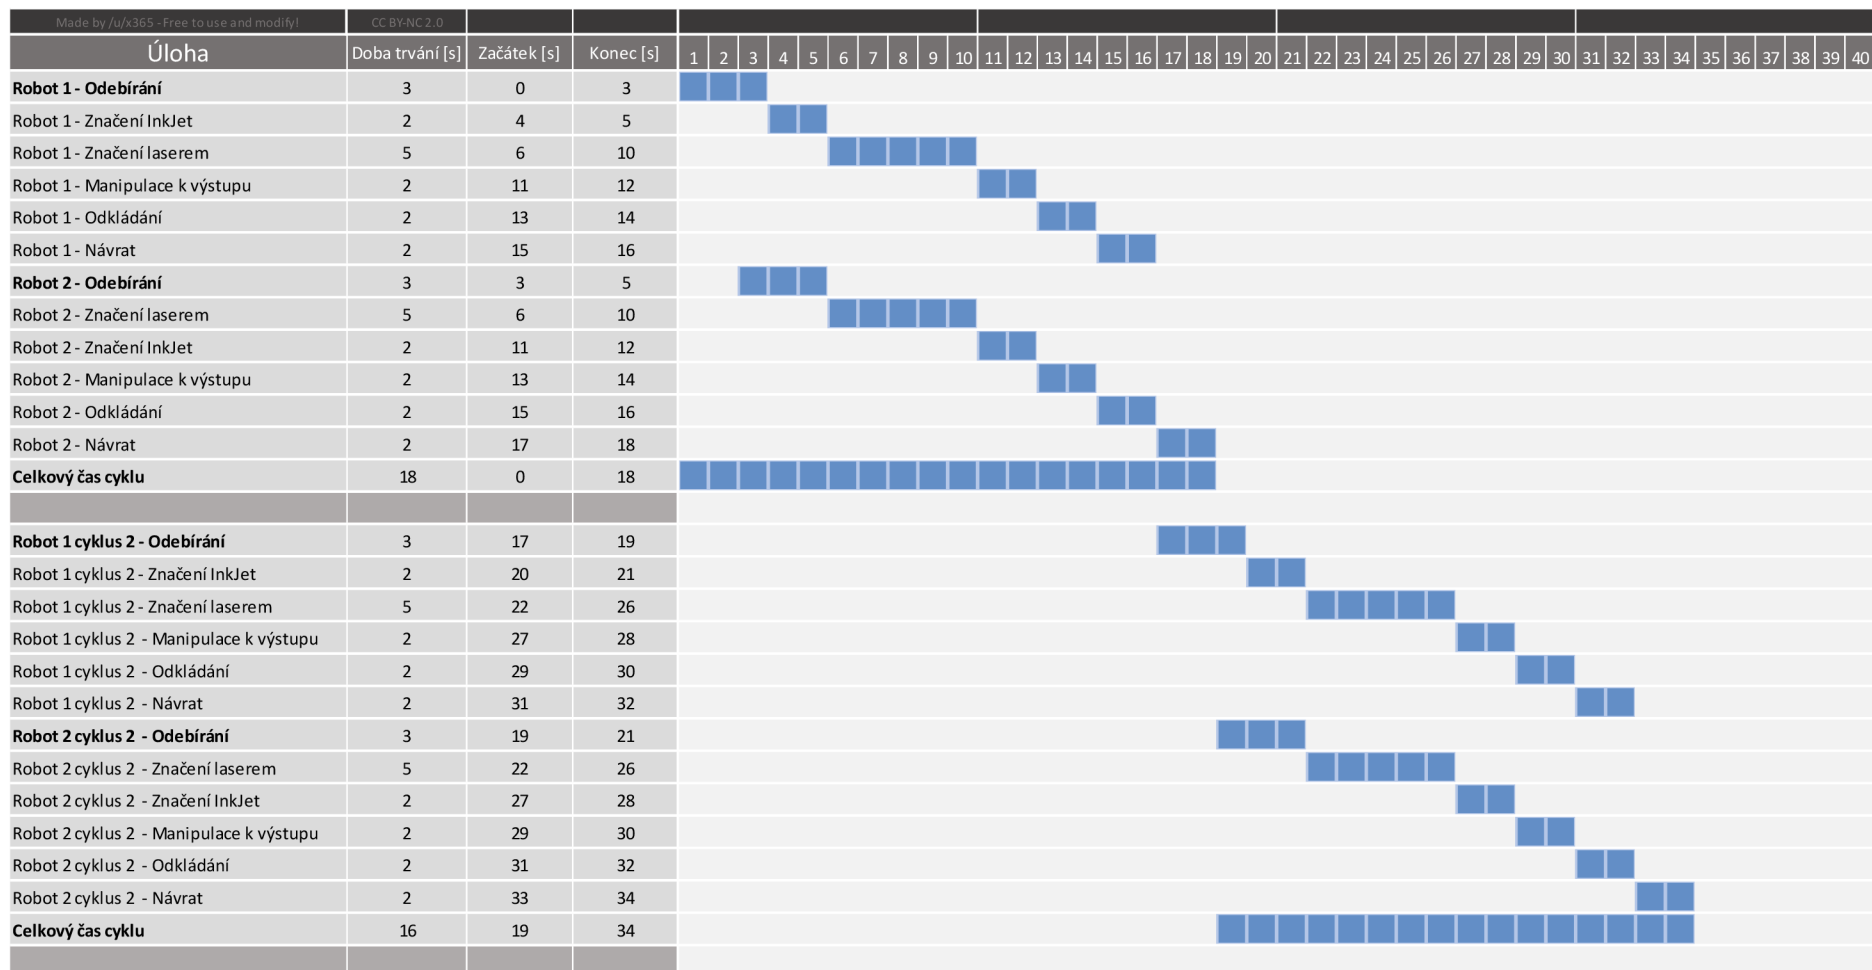 Made by /u/x365 - Free to use and modify! CC BY-NC 2.0
Úloha Doba trvání [s] Začátek [s] Konec [s] 1 2 3 4 5 6 7 8 9 10 11 12 13 14 15 16 17 18 19 20 21 22 23 24 25 26 27 28 29 30 31 32 33 34 35 36 37 38 39 40
Robot 1 - Odebírání 3 0 3
Robot 1 - Značení InkJet 2 4 5
Robot 1 - Značení laserem 5 6 10
Robot 1 - Manipulace k výstupu 2 11 12
Robot 1 - Odkládání 2 13 14
Robot 1 - Návrat 2 15 16
Robot 2 - Odebírání 3 3 5
Robot 2 - Značení laserem 5 6 10
Robot 2 - Značení InkJet 2 11 12
Robot 2 - Manipulace k výstupu 2 13 14
Robot 2 - Odkládání 2 15 16
Robot 2 - Návrat 2 17 18
Celkový čas cyklu 18 0 18
Robot 1 cyklus 2 - Odebírání 3 17 19
Robot 1 cyklus 2 - Značení InkJet 2 20 21
Robot 1 cyklus 2 - Značení laserem 5 22 26
Robot 1 cyklus 2 - Manipulace k výstupu 2 27 28
Robot 1 cyklus 2 - Odkládání 2 29 30
Robot 1 cyklus 2 - Návrat 2 31 32
Robot 2 cyklus 2 - Odebírání 3 19 21
Robot 2 cyklus 2 - Značení laserem 5 22 26
Robot 2 cyklus 2 - Značení InkJet 2 27 28
Robot 2 cyklus 2 - Manipulace k výstupu 2 29 30
Robot 2 cyklus 2 - Odkládání 2 31 32
Robot 2 cyklus 2 - Návrat 2 33 34
Celkový čas cyklu 16 19 34